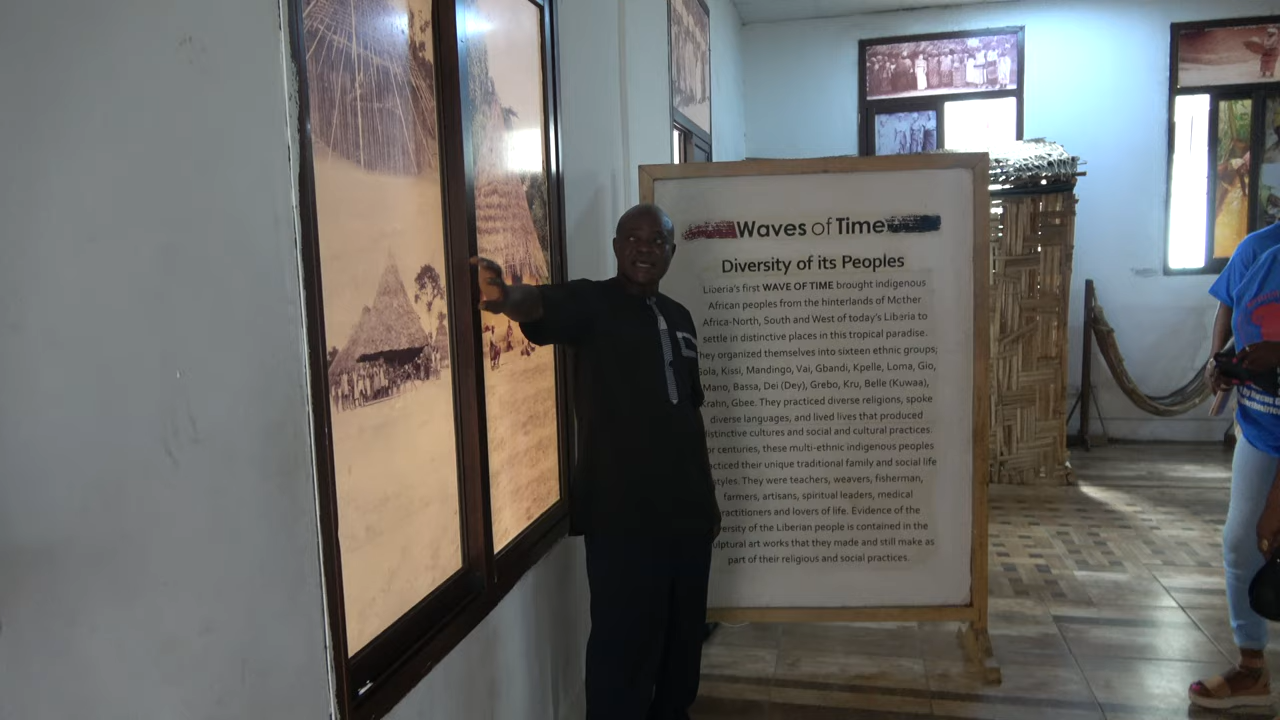 Waves of Time
Diversity of its Peoples
Liberia's first WAVE OF TIME brought indigenous
African peoples from the hinterlands of Mother
Africa-North, South and West of today's Liberia to
settle in distinctive places in this tropical paradise.
hey organized themselves into sixteen ethnic groups;
Gola, Kissi, Mandingo, Vai, Gbandi, Kpelle, Loma, Gio,
Mano, Bassa, Dei (Dey), Grebo, Kru, Belle (Kuwaa),
Krahn, Gbee. They practiced diverse religions, spoke
diverse languages, and lived lives that produced
distinctive cultures and social and cultural practices.
or centuries, these multi-ethnic indigenous peoples
acticed their unique traditional family and social life
styles. They were teachers, weavers, fisherman,
farmers, artisans, spiritual leaders, medical
ractitioners and lovers of life. Evidence of the
versity of the Liberian people is contained in the
ulptural art works that they made and still make as
part of their religious and social practices.